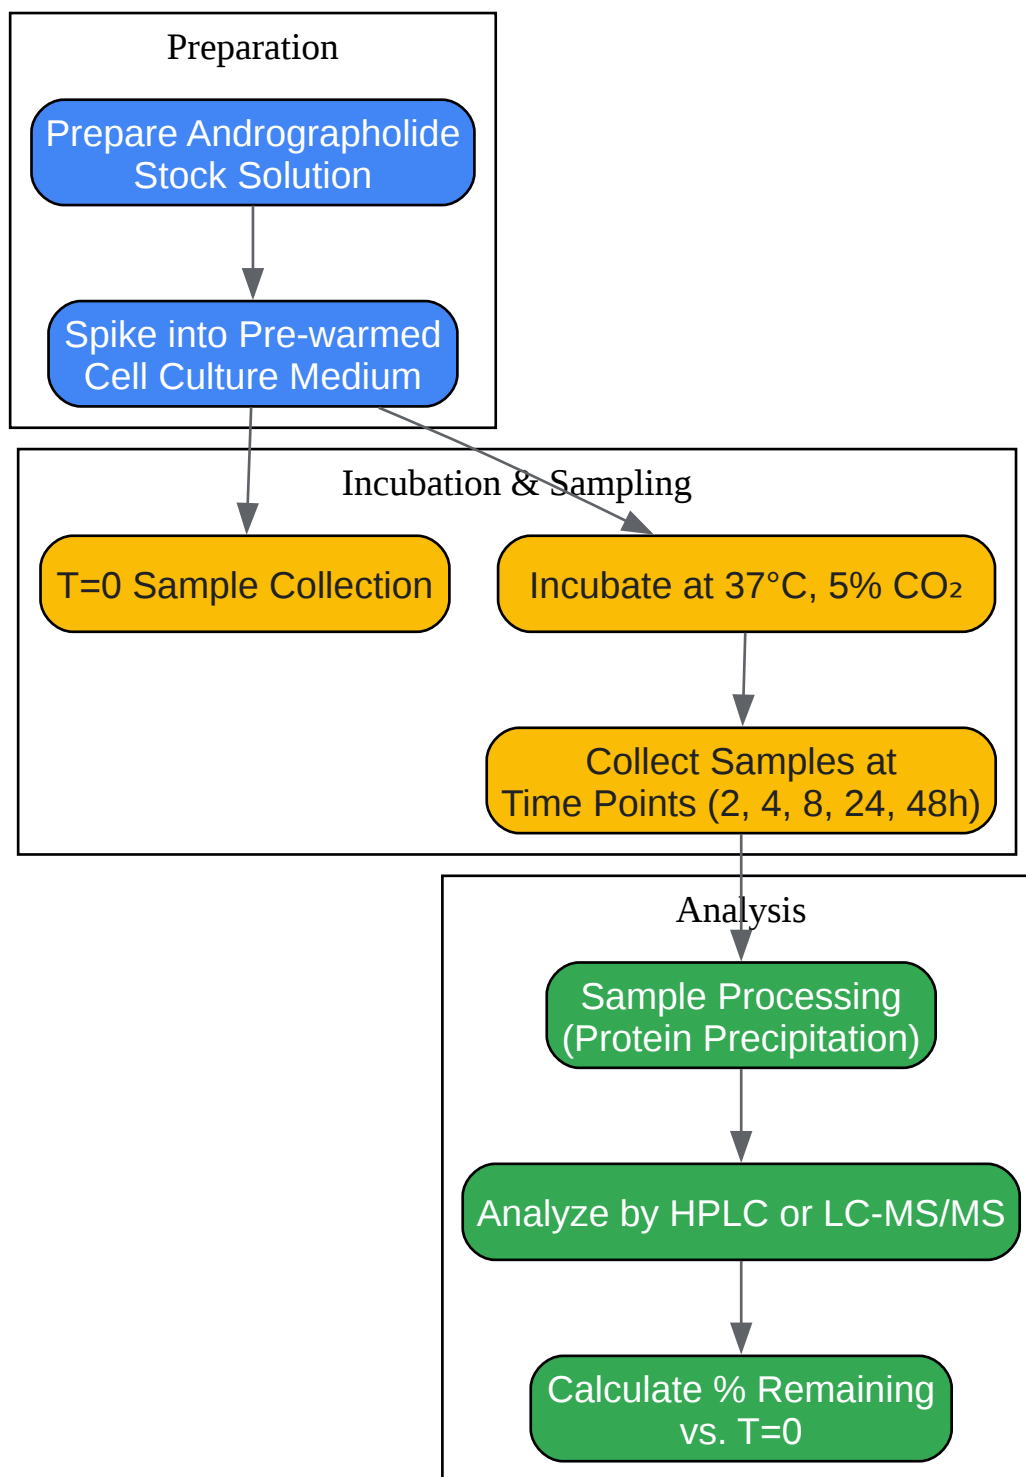 Preparation
Prepare Andrographolide
Stock Solution
Spike into Pre-warmed
Cell Culture Medium
Incubation & Sampling
T=0 Sample Collection
Incubate at 37°C, 5% CO₂
Collect Samples at
Time Points (2, 4, 8, 24, 48h)
Analysis
Sample Processing
(Protein Precipitation)
Analyze by HPLC or LC-MS/MS
Calculate % Remaining
vs. T=0